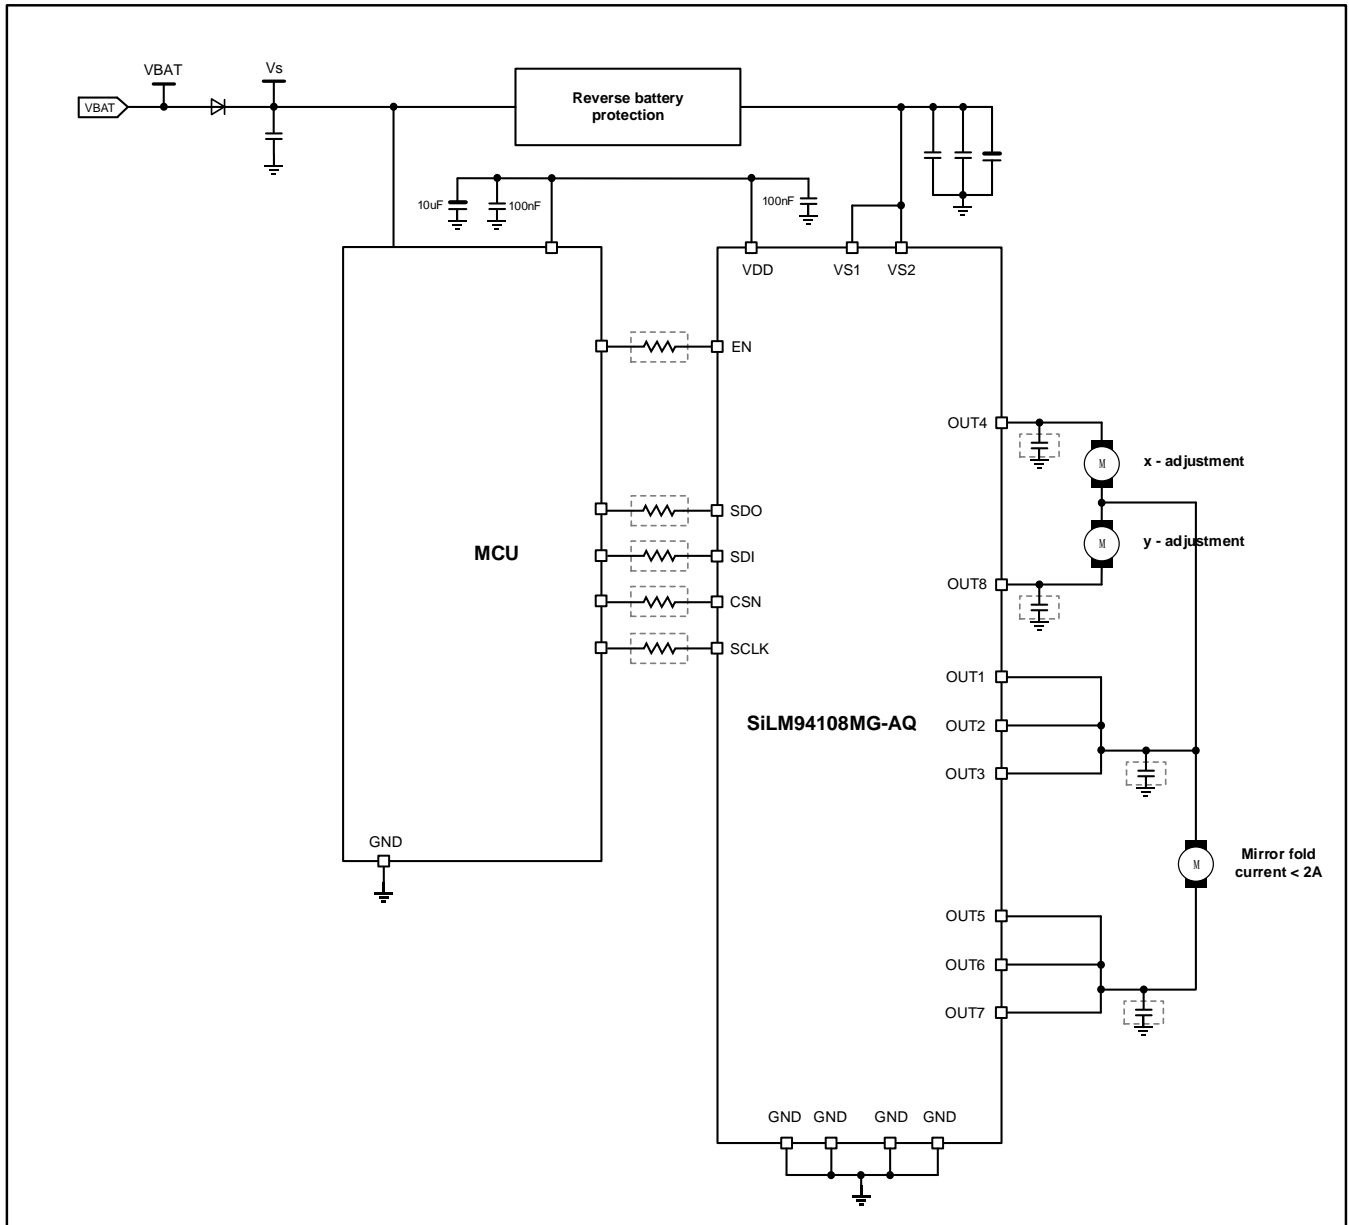 VBAT
Vs
VBAT
Reverse battery
protection
10uF
100nF
100nF
VDD
VS1
VS2
EN
OUT4
M
x - adjustment
SDO
MCU
SDI
M
y - adjustment
OUT8
CSN
SCLK
OUT1
SiLM94108MG-AQ
OUT2
OUT3
GND
M
Mirror fold
current < 2A
OUT5
OUT6
OUT7
GND
GND
GND
GND